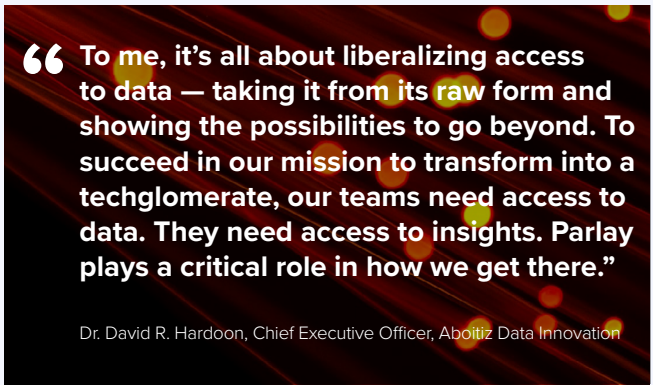 “ To me, it’s all about liberalizing access
to data — taking it from its raw form and
showing the possibilities to go beyond. To
succeed in our mission to transform into a
techglomerate, our teams need access to
data. They need access to insights. Parlay
plays a critical role in how we get there.”
Dr. David R. Hardoon, Chief Executive Officer, Aboitiz Data Innovation